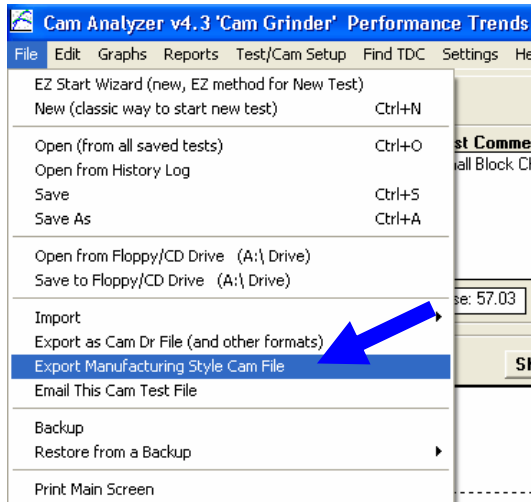 Cam Analyzer v4.3 'Cam Grinder' Performance Trends
File Edit Graphs Reports Test/Cam Setup Find TDC Settings He
EZ Start Wizard (new, EZ method for New Test)
New (classic way to start new test) Ctrl+N
Open (from all saved tests) Ctrl+O
st Comme
Open from History Log
all Block Cl
Save Ctrl+S
Save As Ctrl+A
Open from Floppy/CD Drive (A:\ Drive)
Save to Floppy/CD Drive (A:\ Drive)
se: 57.03
Import
Export as Cam Dr File (and other formats)
Export Manufacturing Style Cam File
Email This Cam Test File
Backup
Restore from a Backup
Print Main Screen